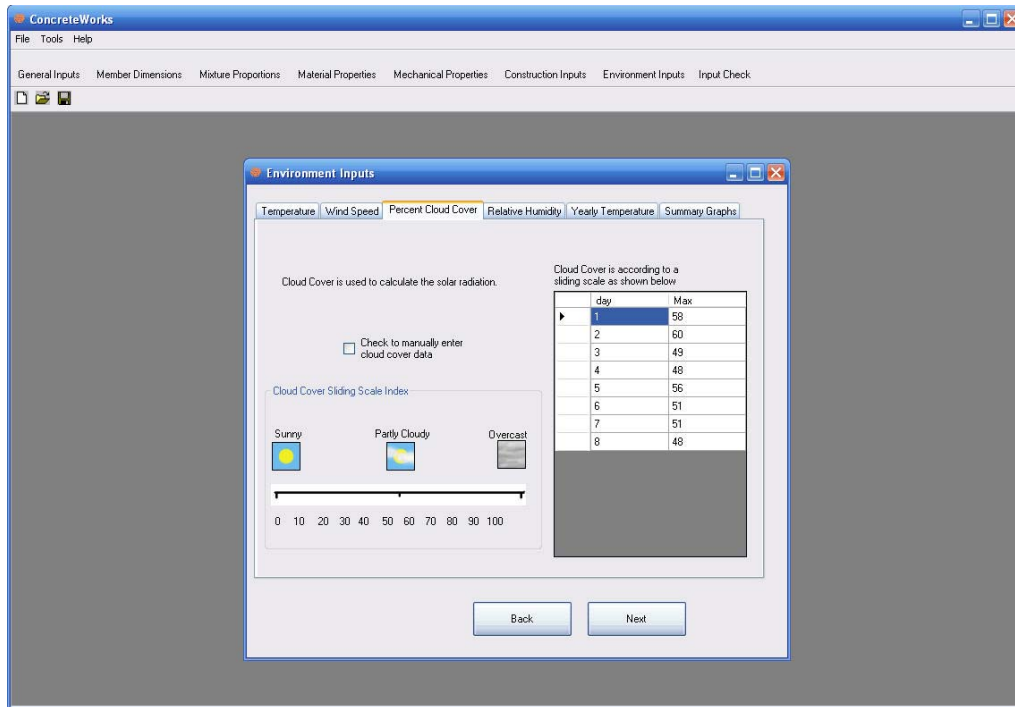 ConcreteWorks
File Tools Help
General Inputs Member Dimensions Mixture Proportions Material Properties Mechanical Properties Construction Inputs Environment Inputs Input Check
Environment Inputs
Temperature Wind Speed Percent Cloud Cover Relative Humidity Yearly Temperature Summary Graphs
Cloud Cover is used to calculate the solar radiation.
Check to manually enter
cloud cover data
Cloud Cover Sliding Scale Index
Sunny Partly Cloudy Overcast
0 10 20 30 40 50 60 70 80 90 100
Cloud Cover is according to a
sliding scale as shown below
day Max
1 58
2 60
3 49
4 48
5 56
6 51
7 51
8 48
Back Next